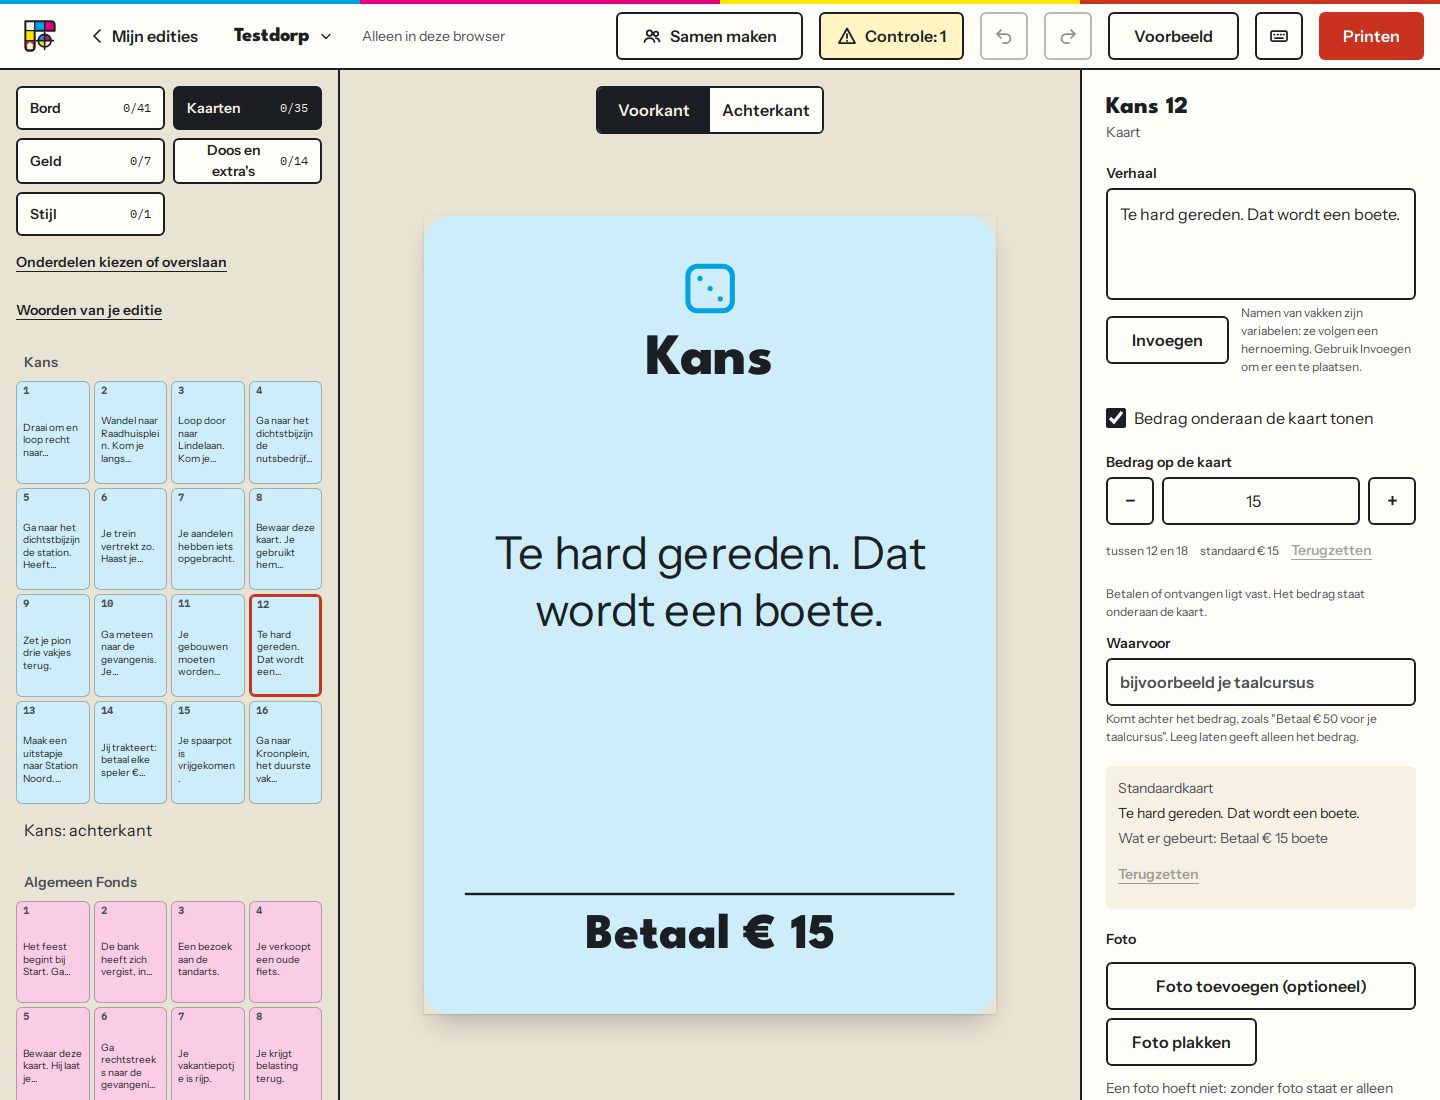 Mijn edities
Testdorp
Alleen in deze browser
Samen maken
Controle: 1
Voorbeeld
Printen
Bord 0/41
Kaarten 0/35
Geld 0/7
Doos en
extra's
0/14
Stijl 0/1
Onderdelen kiezen of overslaan
Woorden van je editie
Kans
1
Draai om en
loop recht
naar...
2
Wandel naar
Raadhuisplei
n. Kom je
langs...
3
Loop door
naar
Lindelaan.
Kom je...
4
Ga naar het
dichtstbijzijn
de
nutsbedrijf...
5
Ga naar het
dichtstbijzijn
de station.
Heeft...
6
Je trein
vertrekt zo.
Haast je...
7
Je aandelen
hebben iets
opgebracht.
8
Bewaar deze
kaart. Je
gebruikt
hem...
9
Zet je pion
drie vakjes
terug.
10
Ga meteen
naar de
gevangenis.
Je...
11
Je
gebouwen
moeten
worden...
12
Te hard
gereden.
Dat wordt
een...
13
Maak een
uitstapje
naar Station
Noord....
14
Jij trakteert:
betaal elke
speler €...
15
Je spaarpot
is
vrijgekomen
.
16
Ga naar
Kroonplein,
het duurste
vak...
Kans: achterkant
Algemeen Fonds
1
Het feest
begint bij
Start. Ga...
2
De bank
heeft zich
vergist, in...
3
Een bezoek
aan de
tandarts.
4
Je verkoopt
een oude
fiets.
5
Bewaar deze
kaart. Hij laat
je...
6
Ga
rechtstreek
s naar de
gevangeni...
7
Je
vakantiepotj
e is rijp.
8
Je krijgt
belasting
terug.
Voorkant
Achterkant
Kans
Te hard gereden. Dat
wordt een boete.
Betaal € 15
Kans 12
Kaart
Verhaal
Te hard gereden. Dat wordt een boete.
Invoegen
Namen van vakken zijn
variabelen: ze volgen een
hernoeming. Gebruik Invoegen
om er een te plaatsen.
Bedrag onderaan de kaart tonen
Bedrag op de kaart
− 15 +
tussen 12 en 18 standaard € 15 Terugzetten
Betalen of ontvangen ligt vast. Het bedrag staat
onderaan de kaart.
Waarvoor
bijvoorbeeld je taalcursus
Komt achter het bedrag, zoals "Betaal € 50 voor je
taalcursus". Leeg laten geeft alleen het bedrag.
Standaardkaart
Te hard gereden. Dat wordt een boete.
Wat er gebeurt: Betaal € 15 boete
Terugzetten
Foto
Foto toevoegen (optioneel)
Foto plakken
Een foto hoeft niet: zonder foto staat er alleen